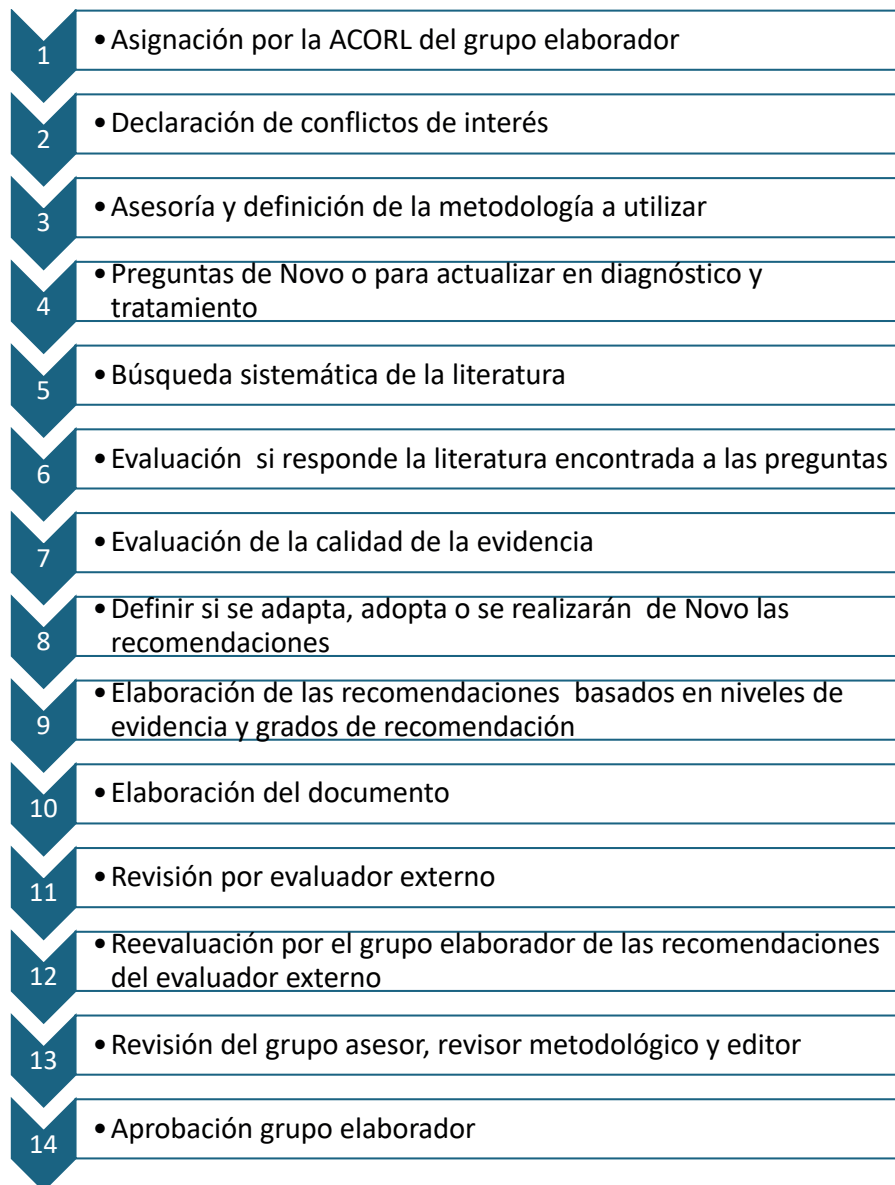 1
•Asignación por la ACORL del grupo elaborador
2
•Declaración de conflictos de interés
3
•Asesoría y definición de la metodología a utilizar
4
•Preguntas de Novo o para actualizar en diagnóstico y
tratamiento
5
•Búsqueda sistemática de la literatura
6
•Evaluación si responde la literatura encontrada a las preguntas
7
•Evaluación de la calidad de la evidencia
8
•Definir si se adapta, adopta o se realizarán de Novo las
recomendaciones
9
•Elaboración de las recomendaciones basados en niveles de
evidencia y grados de recomendación
10
•Elaboración del documento
11
•Revisión por evaluador externo
12
•Reevaluación por el grupo elaborador de las recomendaciones
del evaluador externo
13
•Revisión del grupo asesor, revisor metodológico y editor
14
•Aprobación grupo elaborador